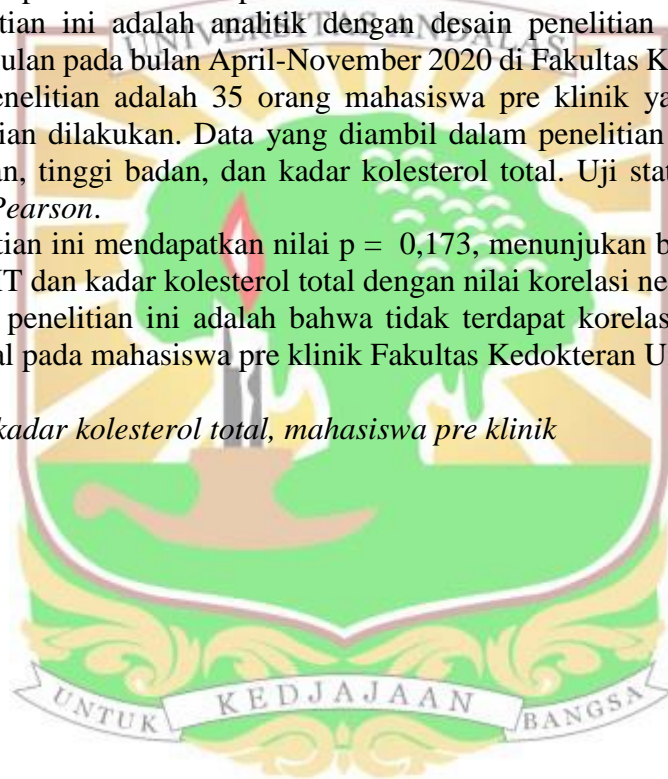 tian ini adalah analitik dengan desain penelitian
UNIVERSITAS ANDALAS
ulan pada bulan April-November 2020 di Fakultas K
enelitian adalah 35 orang mahasiswa pre klinik ya
ian dilakukan. Data yang diambil dalam penelitian
an, tinggi badan, dan kadar kolesterol total. Uji stat
Pearson.
tian ini mendapatkan nilai p = 0,173, menunjukan b
IT dan kadar kolesterol total dengan nilai korelasi ne
penelitian ini adalah bahwa tidak terdapat korelas
al pada mahasiswa pre klinik Fakultas Kedokteran U
kadar kolesterol total, mahasiswa pre klinik
UNTUK KEDJAJAAN BANGSA